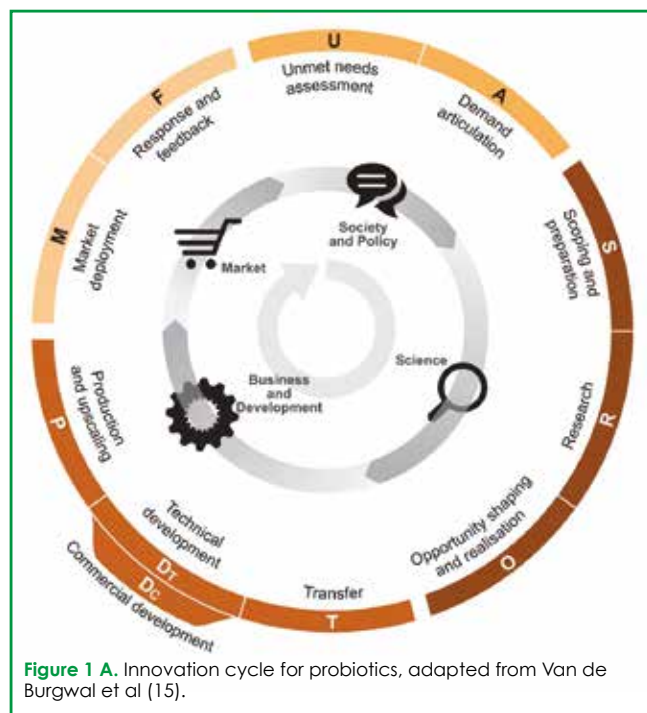 U
Unmet needs
assessment
A
Demand
articulation
S
Scoping and
preparation
R
Research
O
Opportunity shaping
and realisation
T
Transfer
DT
Technical
development
DC
Commercial development
P
Production
and upscaling
M
Market
deployment
F
Response and
feedback
Society
and Policy
Science
Business
and
Development
Market
Figure 1 A. Innovation cycle for probiotics, adapted from Van de
Burgwal et al (15).